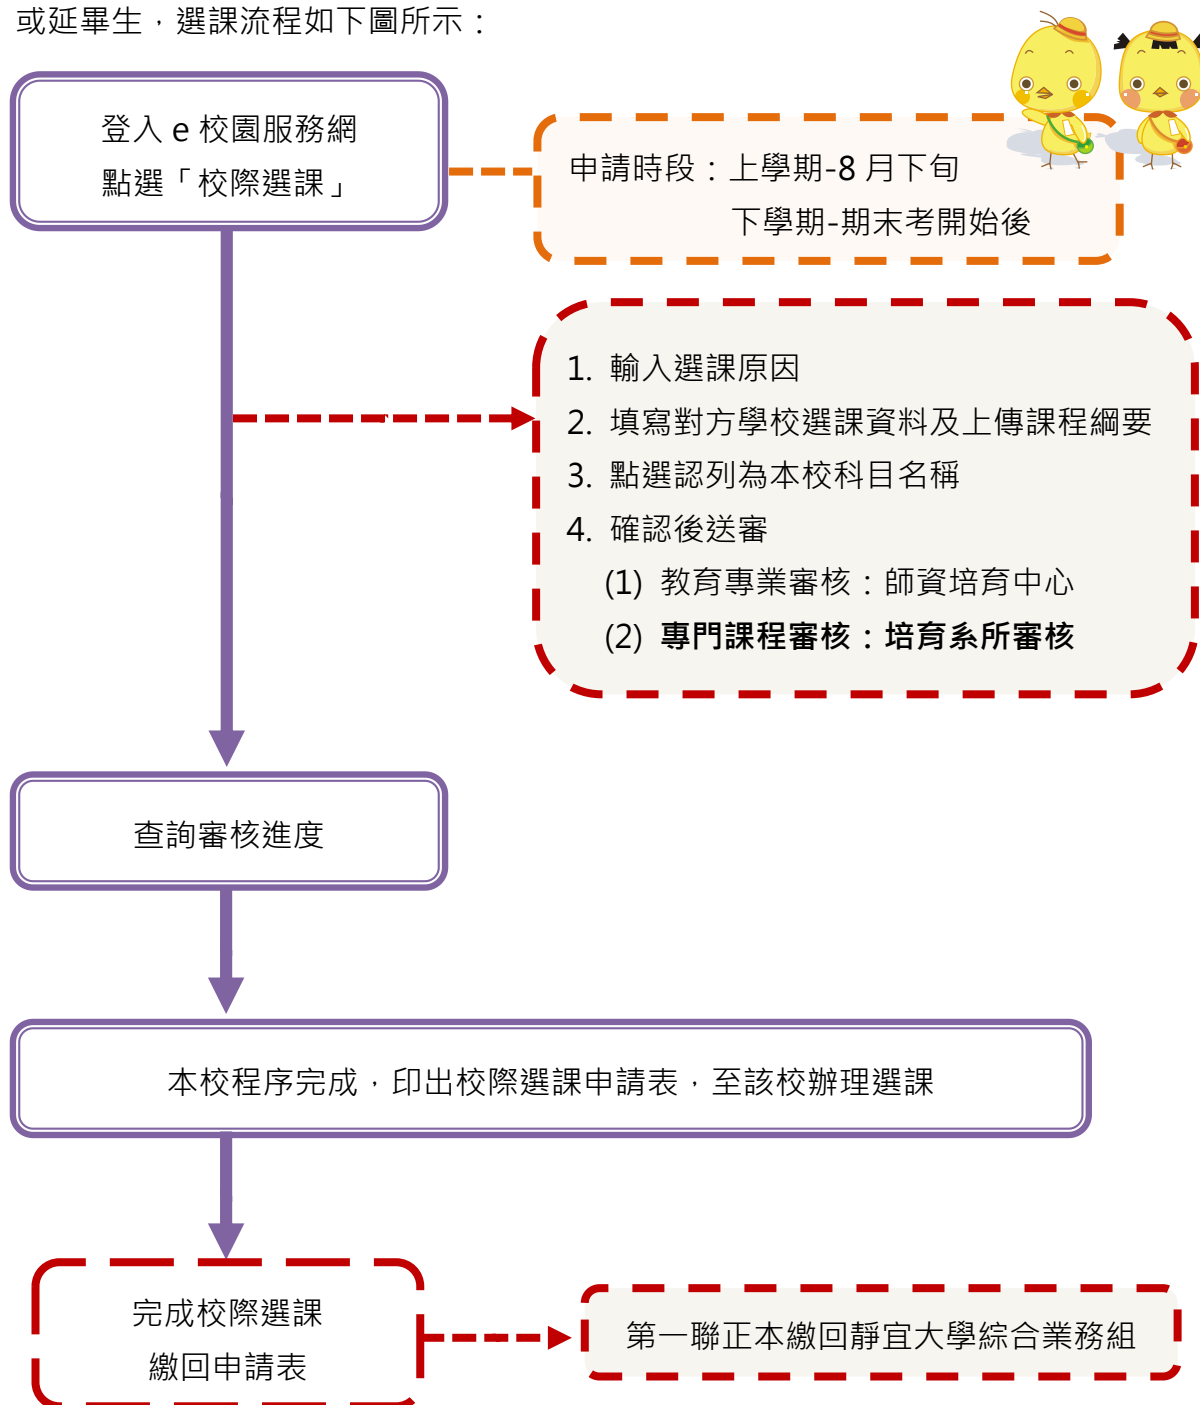 或延畢生，選課流程如下圖所示：
登入 e 校園服務網
點選「校際選課」
申請時段：上學期-8 月下旬
下學期-期末考開始後
1. 輸入選課原因
2. 填寫對方學校選課資料及上傳課程綱要
3. 點選認列為本校科目名稱
4. 確認後送審
(1) 教育專業審核：師資培育中心
(2) 專門課程審核：培育系所審核
查詢審核進度
本校程序完成，印出校際選課申請表，至該校辦理選課
完成校際選課
繳回申請表
第一聯正本繳回靜宜大學綜合業務組